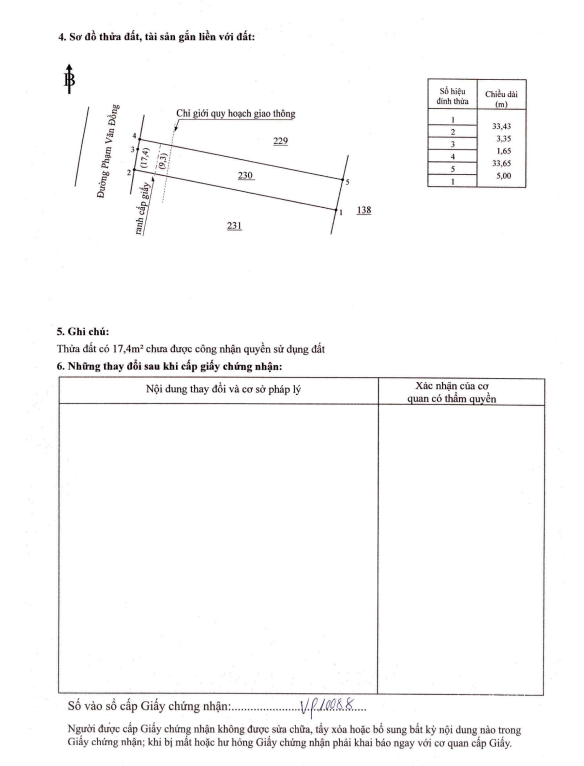 4. Sơ đồ thửa đất, tài sản gắn liền với đất:
B
Đường Phạm Văn Đồng
Chỉ giới quy hoạch giao thông
229
4
3
2
(17,4)
(9,3)
230
5
1
138
ranh cấp giấy
231
Số hiệu đỉnh thửa
Chiều dài (m)
1
33,43
2
3,35
3
1,65
4
33,65
5
5,00
1
5. Ghi chú:
Thửa đất có 17,4m² chưa được công nhận quyền sử dụng đất
6. Những thay đổi sau khi cấp giấy chứng nhận:
Nội dung thay đổi và cơ sở pháp lý
Xác nhận của cơ
quan có thẩm quyền
Số vào sổ cấp Giấy chứng nhận:......................VP10088....
Người được cấp Giấy chứng nhận không được sửa chữa, tẩy xóa hoặc bổ sung bất kỳ nội dung nào trong
Giấy chứng nhận; khi bị mất hoặc hư hỏng Giấy chứng nhận phải khai báo ngay với cơ quan cấp Giấy.